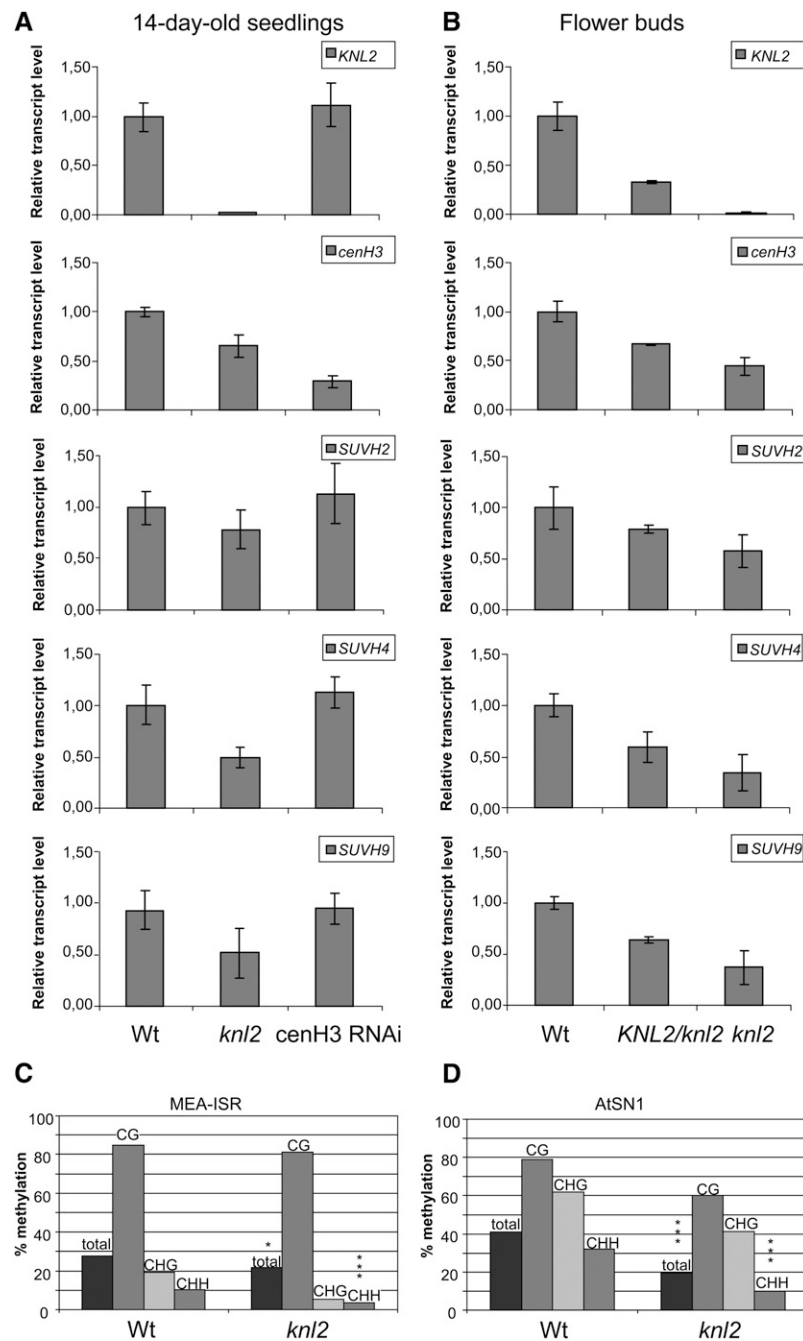 A 14-day-old seedlings
KNL2
Relative transcript level
1,50
1,00
0,50
0,00
cenH3
Relative transcript level
1,50
1,00
0,50
0,00
SUVH2
Relative transcript level
1,50
1,00
0,50
0,00
SUVH4
Relative transcript level
1,50
1,00
0,50
0,00
SUVH9
Relative transcript level
1,50
1,00
0,50
0,00
Wt knl2 cenH3 RNAi
B Flower buds
KNL2
Relative transcript level
1,50
1,00
0,50
0,00
cenH3
Relative transcript level
1,50
1,00
0,50
0,00
SUVH2
Relative transcript level
1,50
1,00
0,50
0,00
SUVH4
Relative transcript level
1,50
1,00
0,50
0,00
SUVH9
Relative transcript level
1,50
1,00
0,50
0,00
Wt KNL2/knl2 knl2
C
MEA-ISR
% methylation
100
80
60
40
20
0
total CG CHG CHH
* total CG CHG CHH ***
Wt knl2
D
AtSN1
% methylation
100
80
60
40
20
0
total CG CHG CHH
*** total CG CHG CHH ***
Wt knl2